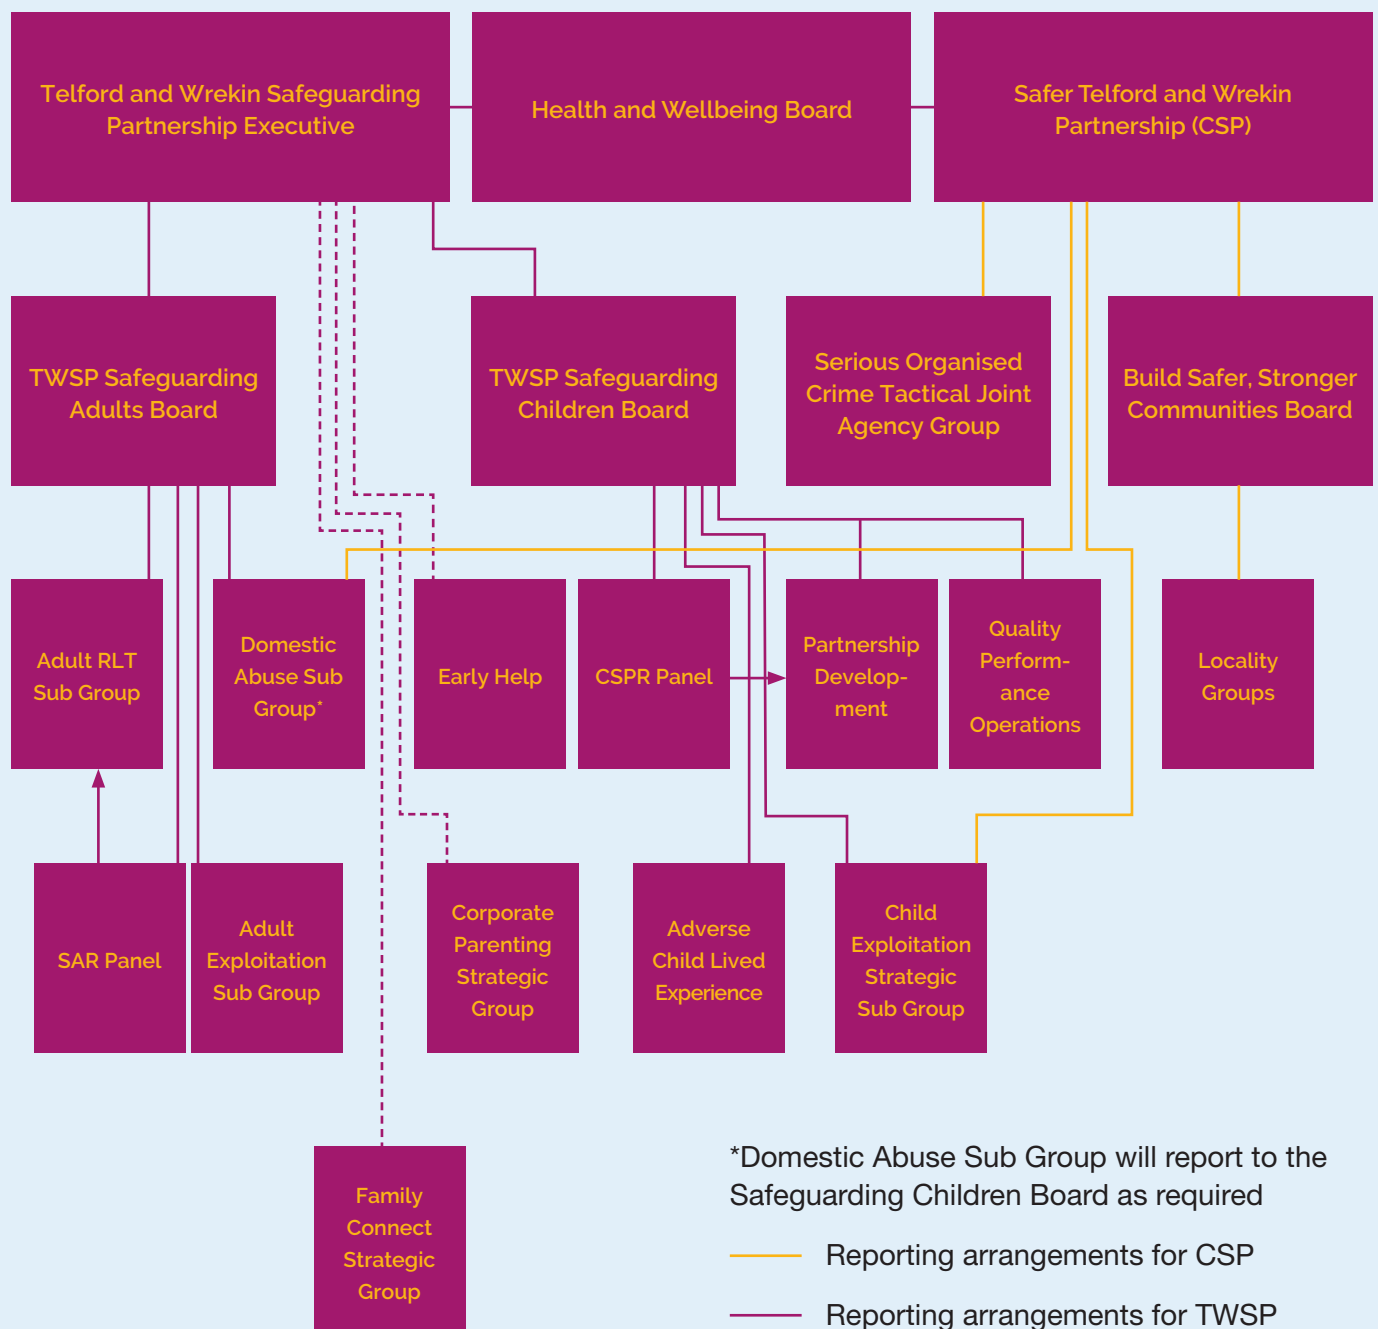 Telford and Wrekin Safeguarding
Partnership Executive
Health and Wellbeing Board
Safer Telford and Wrekin
Partnership (CSP)
TWSP Safeguarding
Adults Board
TWSP Safeguarding
Children Board
Serious Organised
Crime Tactical Joint
Agency Group
Build Safer, Stronger
Communities Board
Adult RLT
Sub Group
Domestic
Abuse Sub
Group*
Early Help
CSPR Panel
Partnership
Develop-
ment
Quality
Perform-
ance
Operations
Locality
Groups
SAR Panel
Adult
Exploitation
Sub Group
Corporate
Parenting
Strategic
Group
Adverse
Child Lived
Experience
Child
Exploitation
Strategic
Sub Group
Family
Connect
Strategic
Group
*Domestic Abuse Sub Group will report to the
Safeguarding Children Board as required
Reporting arrangements for CSP
Reporting arrangements for TWSP